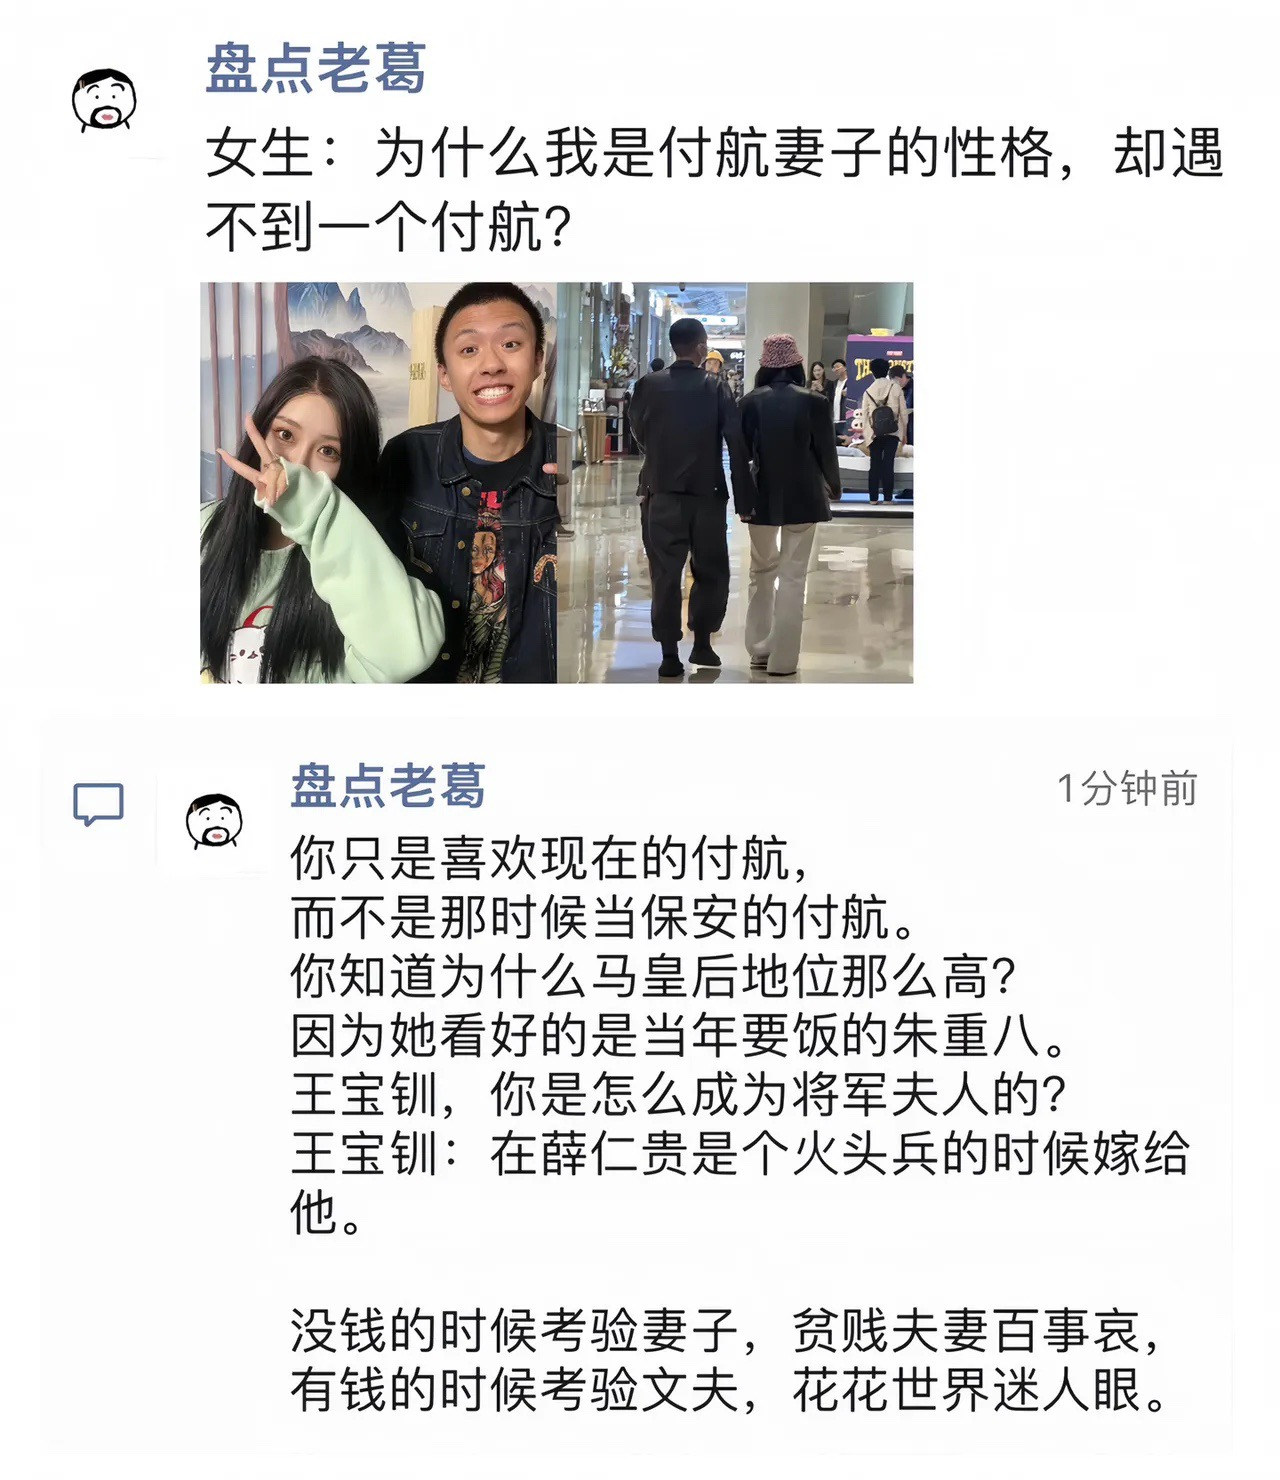 盘点老葛
女生：为什么我是付航妻子的性格，却遇
不到一个付航？
盘点老葛
1分钟前
你只是喜欢现在的付航，
而不是那时候当保安的付航。
你知道为什么马皇后地位那么高？
因为她看好的是当年要饭的朱重八。
王宝钏，你是怎么成为将军夫人的？
王宝钏：在薛仁贵是个火头兵的时候嫁给
他。
没钱的时候考验妻子，贫贱夫妻百事哀，
有钱的时候考验文夫，花花世界迷人眼。